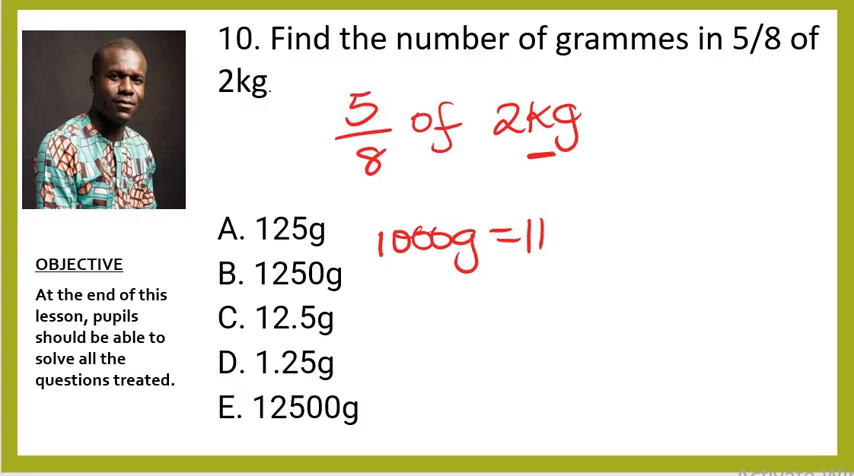 10. Find the number of grammes in 5/8 of
2kg.
5/8 of 2kg
A. 125g
1000g = 11
B. 1250g
C. 12.5g
D. 1.25g
E. 12500g
OBJECTIVE
At the end of this
lesson, pupils
should be able to
solve all the
questions treated.